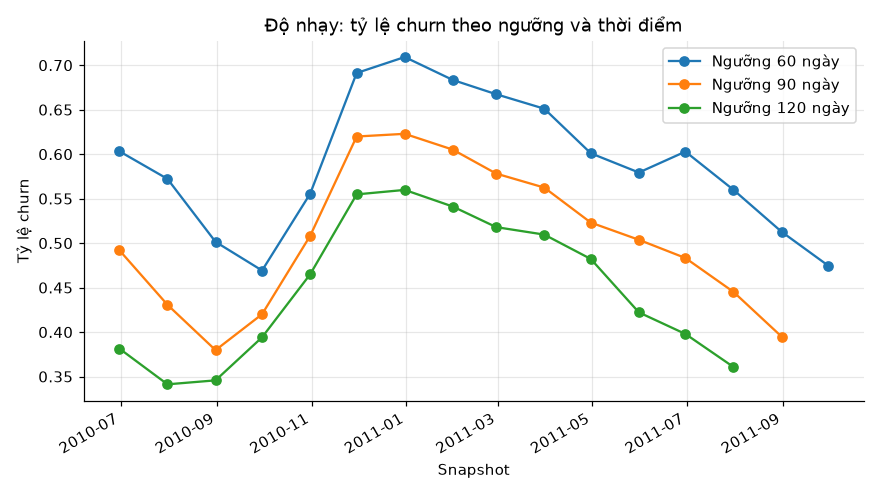 Độ nhạy: tỷ lệ churn theo ngưỡng và thời điểm
Ngưỡng 60 ngày
Ngưỡng 90 ngày
Ngưỡng 120 ngày
Tỷ lệ churn
0.70
0.65
0.60
0.55
0.50
0.45
0.40
0.35
2010-07
2010-09
2010-11
2011-01
2011-03
2011-05
2011-07
2011-09
Snapshot